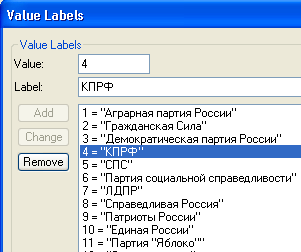 Value Labels
Value Labels
Value: 4
Label: КПРФ
Add
Change
Remove
1 = "Аграрная партия России"
2 = "Гражданская Сила"
3 = "Демократическая партия России"
4 = "КПРФ"
5 = "СПС"
6 = "Партия социальной справедливости"
7 = "ЛДПР"
8 = "Справедливая Россия"
9 = "Патриоты России"
10 = "Единая Россия"
11 = "Партия "Яблоко""